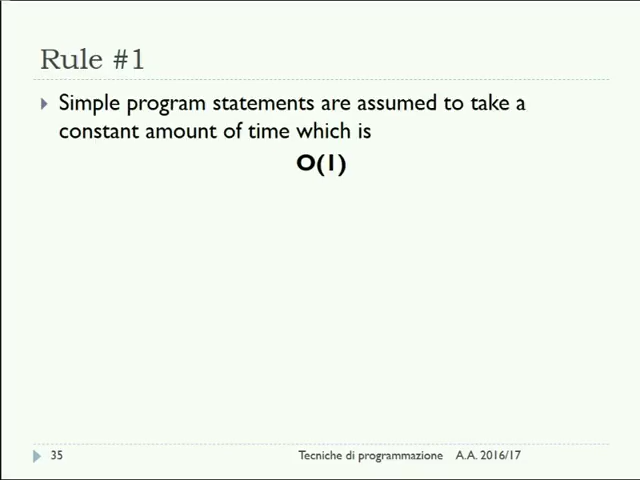 Rule #1
Simple program statements are assumed to take a
constant amount of time which is
O(1)
35
Tecniche di programmazione A.A. 2016/17